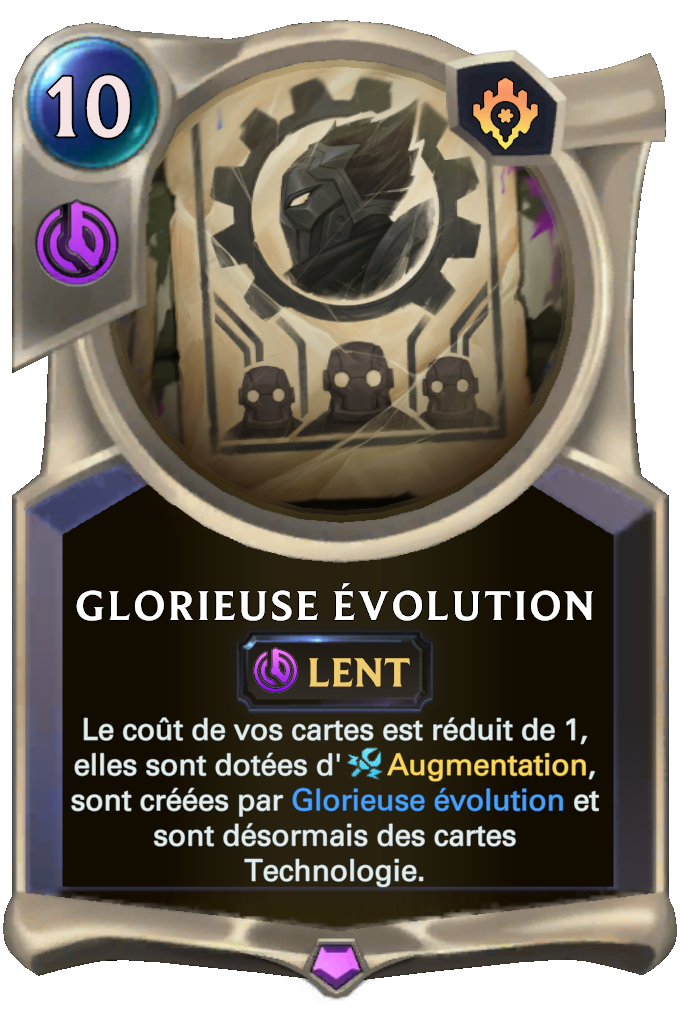 10
GLORIEUSE ÉVOLUTION
LENT
Le coût de vos cartes est réduit de 1,
elles sont dotées d' Augmentation,
sont créées par Glorieuse évolution et
sont désormais des cartes
Technologie.